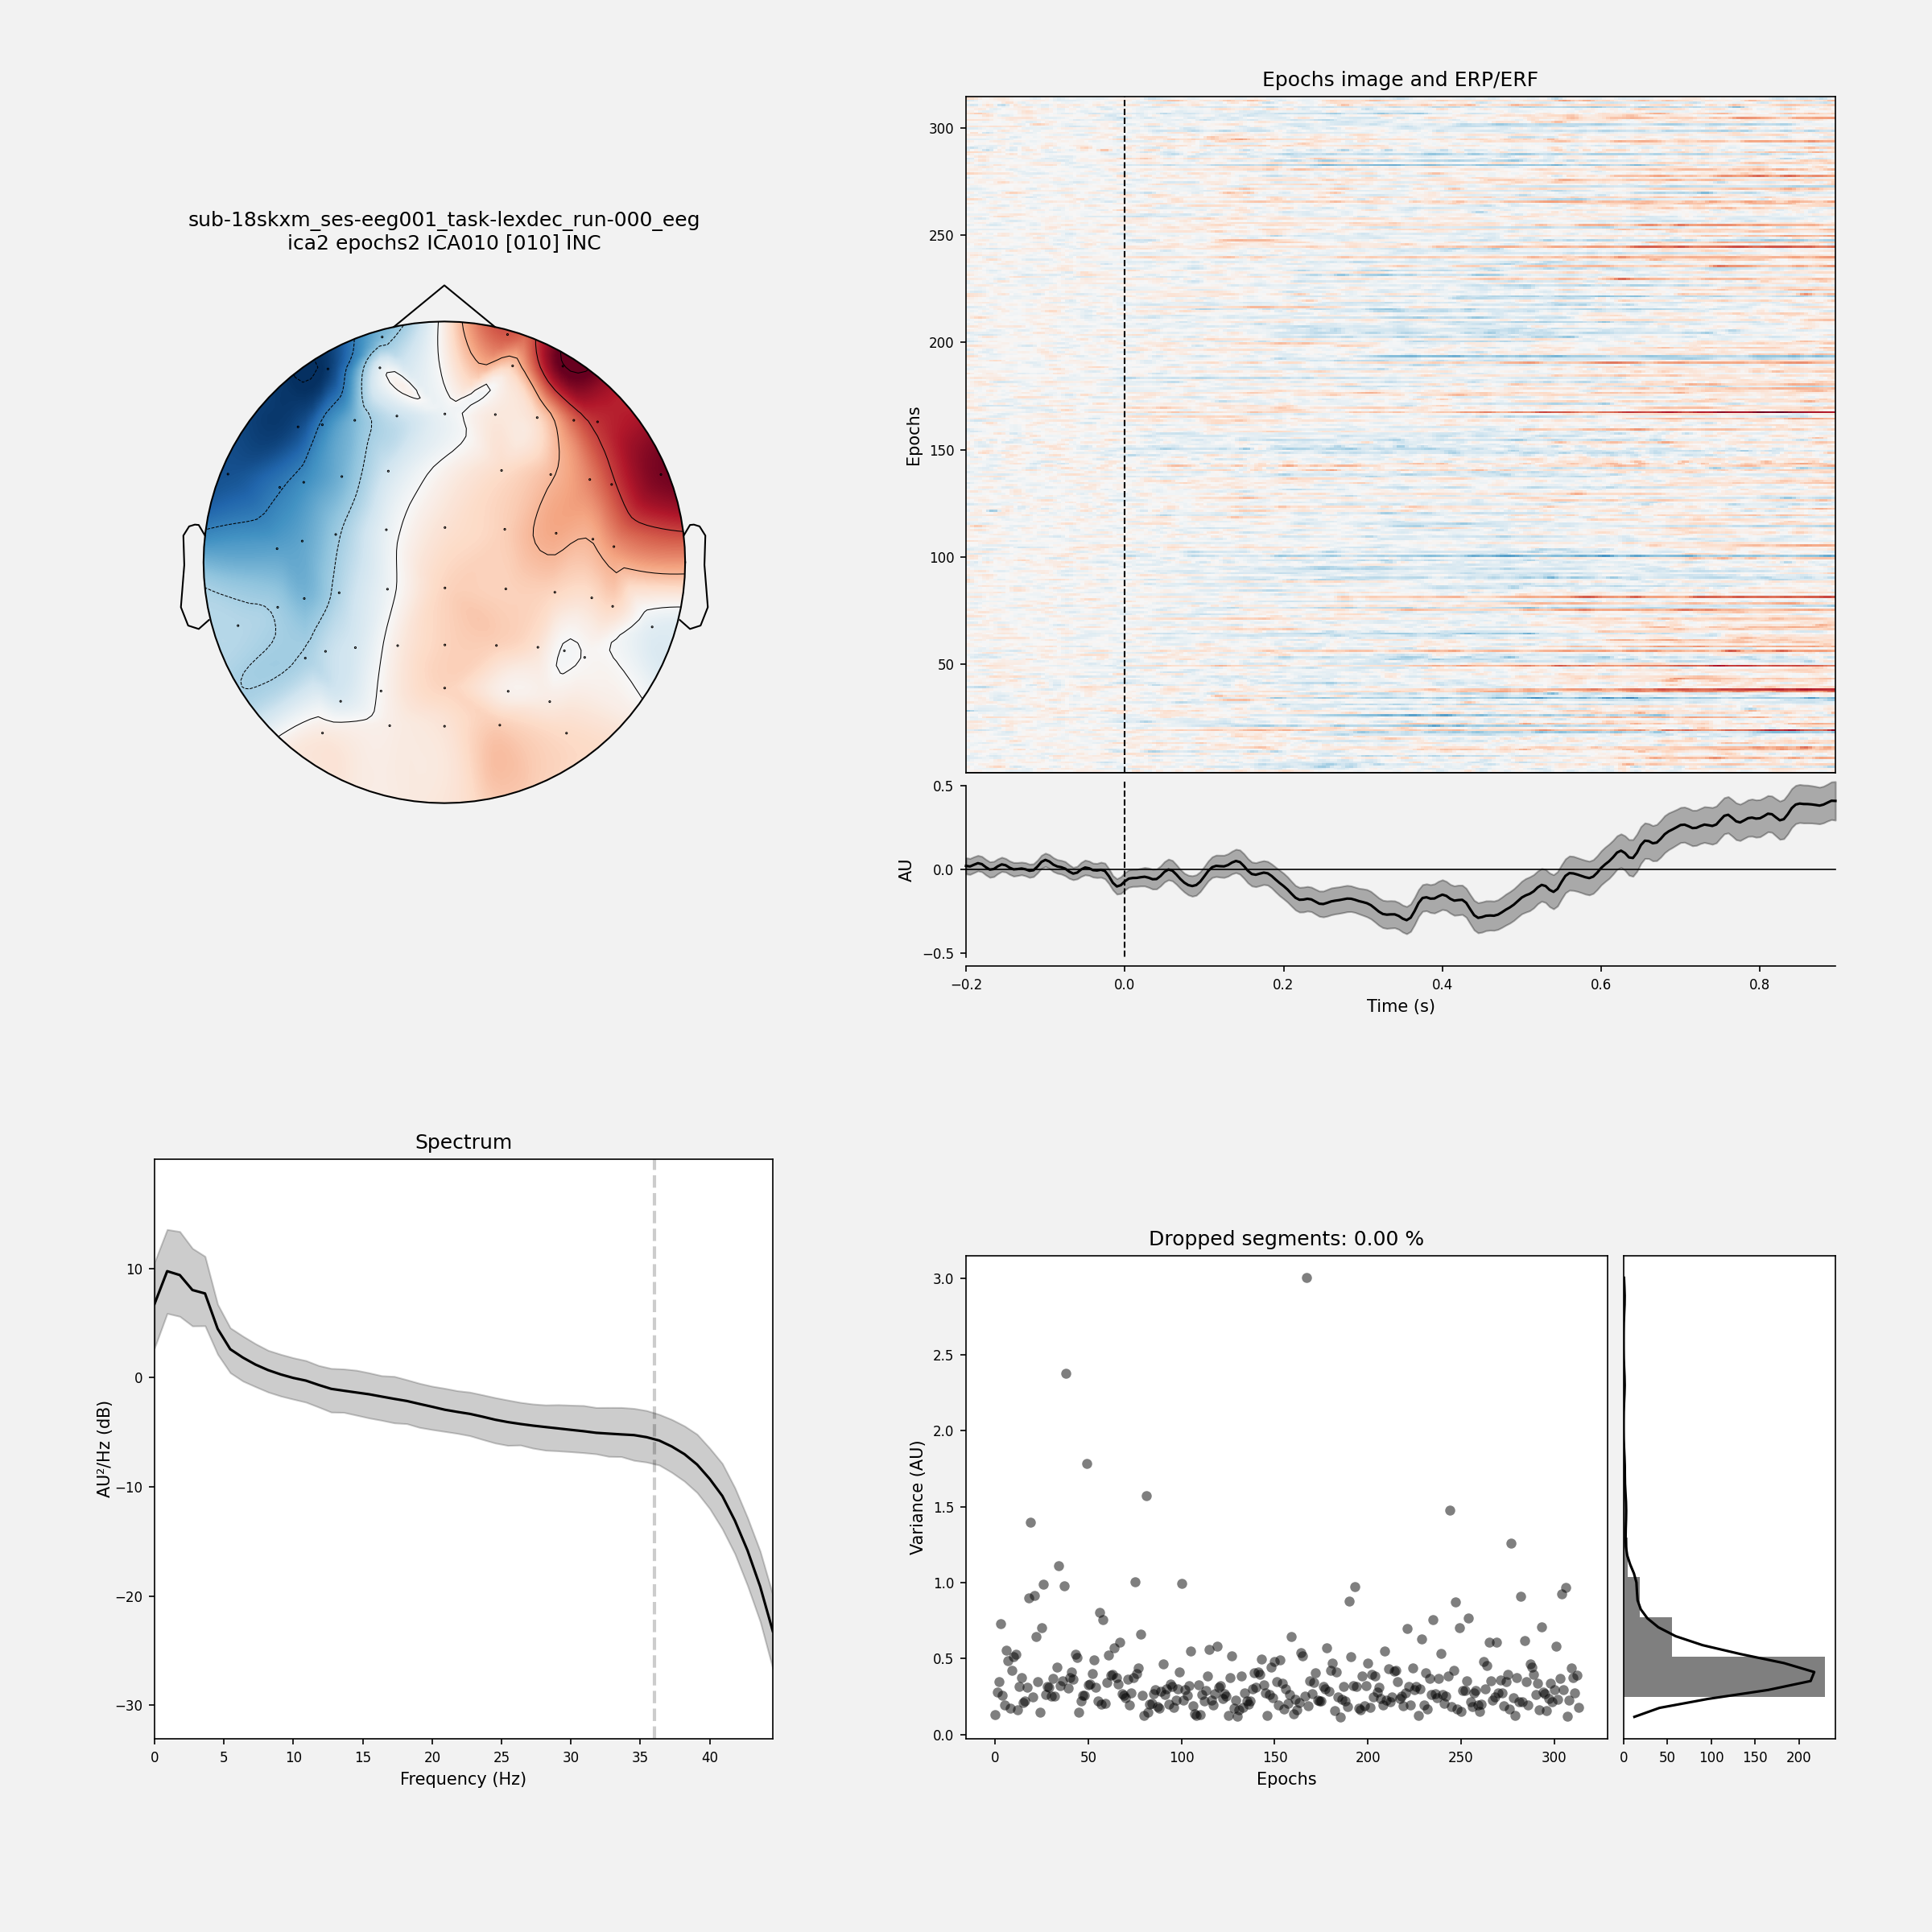 sub-18skxm_ses-eeg001_task-lexdec_run-000_eeg
ica2 epochs2 ICA010 [010] INC
Epochs image and ERP/ERF
300
250
200
150
100
50
Epochs
0.5
0.0
−0.5
AU
−0.2 0.0 0.2 0.4 0.6 0.8
Time (s)
Spectrum
10
0
−10
−20
−30
AU²/Hz (dB)
0 5 10 15 20 25 30 35 40
Frequency (Hz)
Dropped segments: 0.00 %
3.0
2.5
2.0
1.5
1.0
0.5
0.0
Variance (AU)
0 50 100 150 200 250 300
Epochs
0 50 100 150 200